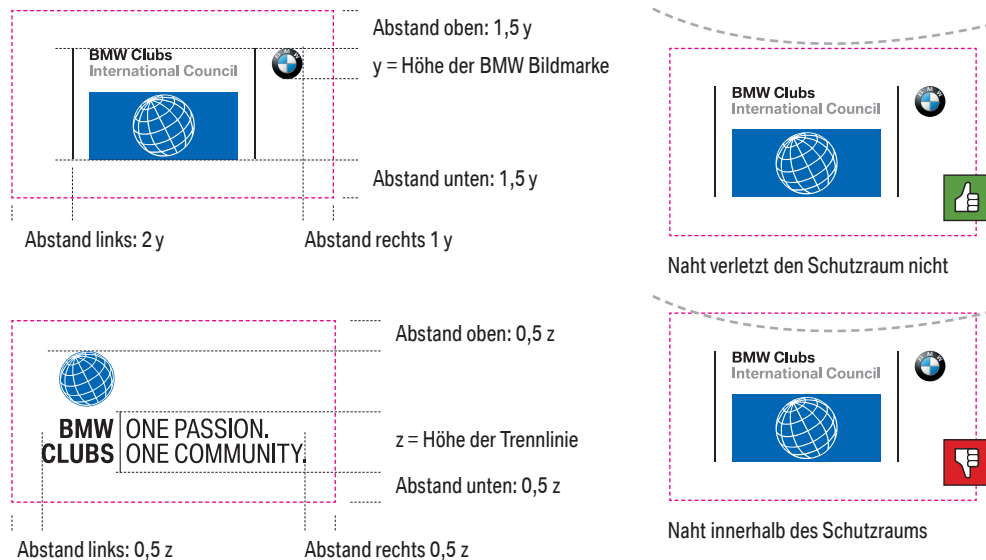 Abstand oben: 1,5 y
BMW Clubs
International Council
y = Höhe der BMW Bildmarke
Abstand unten: 1,5 y
Abstand links: 2 y
Abstand rechts 1 y
BMW Clubs
International Council
BMW
Naht verletzt den Schutzraum nicht
Abstand oben: 0,5 z
BMW
CLUBS
ONE PASSION.
ONE COMMUNITY.
z = Höhe der Trennlinie
Abstand unten: 0,5 z
Abstand links: 0,5 z
Abstand rechts 0,5 z
BMW Clubs
International Council
BMW
Naht innerhalb des Schutzraums